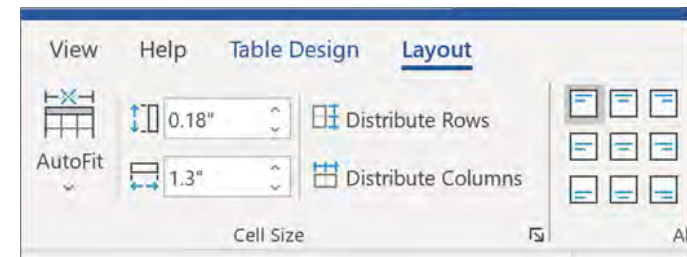 View Help Table Design Layout
0.18"
Distribute Rows
AutoFit
1.3"
Distribute Columns
Cell Size